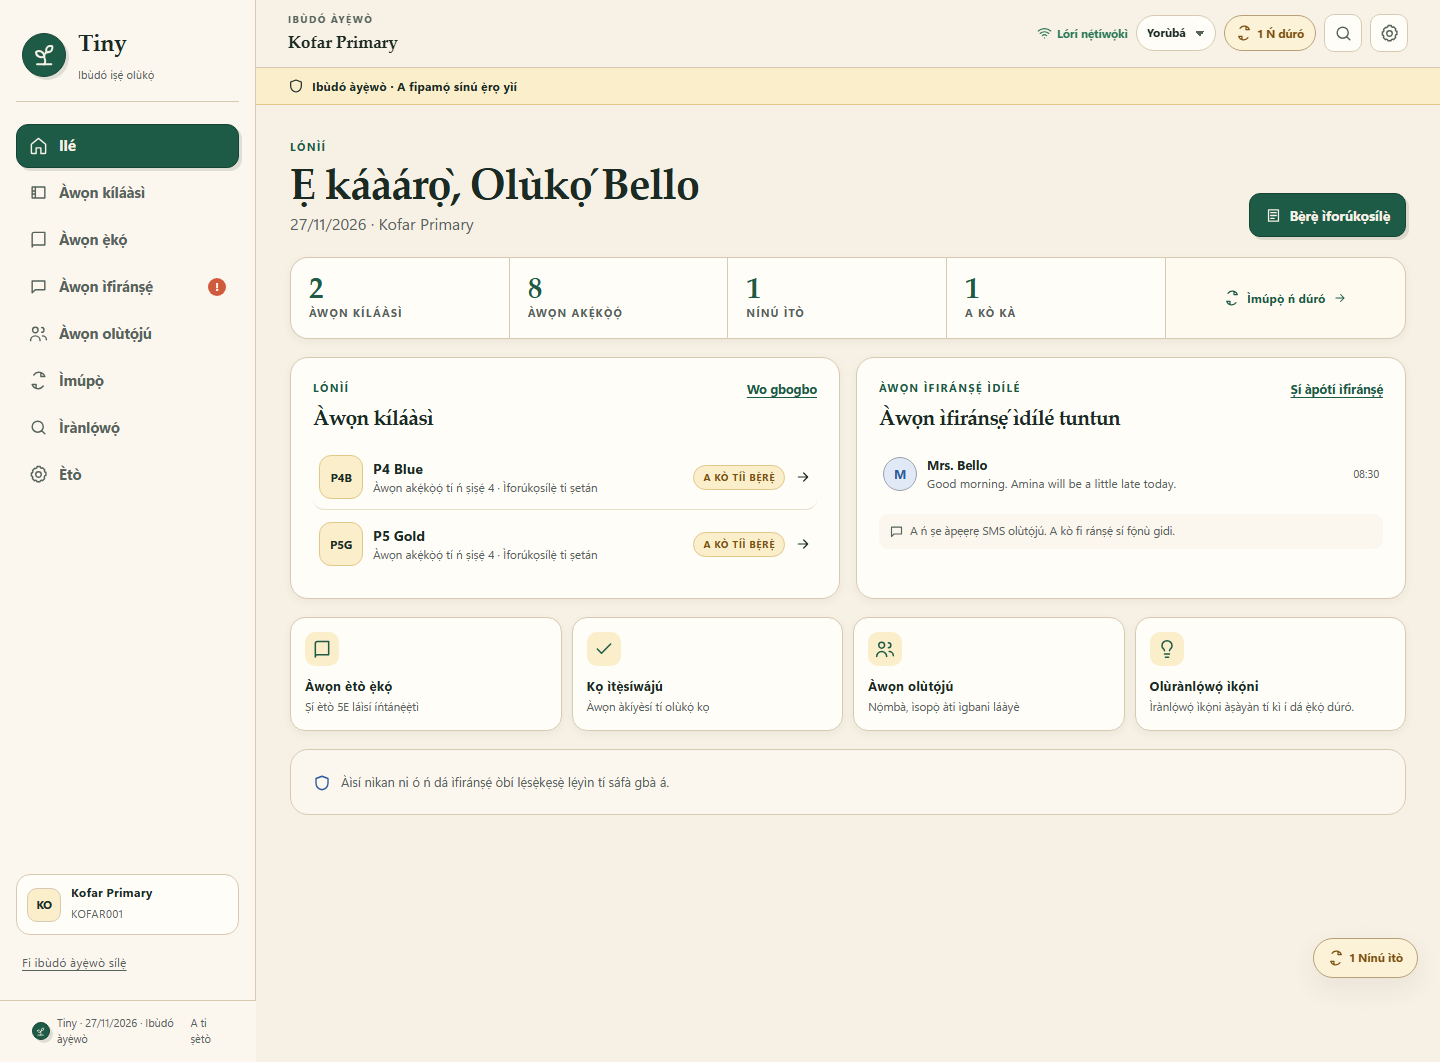 Tiny
Ibùdó iṣẹ́ olùkọ́
Ilé
Àwọn kíláàsì
Àwọn ẹ̀kọ́
Àwọn ìfiránṣẹ́
!
Àwọn olùtọ́jú
Ìmúpọ̀
Ìrànlọ́wọ́
Ètò
KO
Kofar Primary
KOFAR001
Fi ibùdó àyẹ̀wò sílẹ̀
Tiny · 27/11/2026 · Ibùdó àyẹ̀wò
A ti ṣètò
IBÙDÓ ÀYẸ̀WÒ
Kofar Primary
Lórí nẹ́tíwọ́kì
Yorùbá
1 Ń dúró
Ibùdó àyẹ̀wò · A fipamọ́ sínú ẹ̀rọ yìí
LÓNÌÍ
Ẹ káàárọ̀, Olùkọ́ Bello
27/11/2026 · Kofar Primary
Bẹ̀rẹ̀ ìforúkọsílẹ̀
2
ÀWỌN KÍLÁÀSÌ
8
ÀWỌN AKẸ́KỌ̀Ọ́
1
NÍNÚ ÌTÒ
1
A KÒ KÀ
Ìmúpọ̀ ń dúró
LÓNÌÍ
Wo gbogbo
Àwọn kíláàsì
P4B
P4 Blue
Àwọn akẹ́kọ̀ọ́ tí ń ṣiṣẹ́ 4 · Ìforúkọsílẹ̀ ti ṣetán
A KÒ TÍÌ BẸ̀RẸ̀
P5G
P5 Gold
Àwọn akẹ́kọ̀ọ́ tí ń ṣiṣẹ́ 4 · Ìforúkọsílẹ̀ ti ṣetán
A KÒ TÍÌ BẸ̀RẸ̀
ÀWỌN ÌFIRÁNṢẸ́ ÌDÍLÉ
Ṣí àpótí ìfiránṣẹ́
Àwọn ìfiránṣẹ́ ìdílé tuntun
M
Mrs. Bello
Good morning. Amina will be a little late today.
08:30
A ń ṣe àpẹẹrẹ SMS olùtọ́jú. A kò fi ránṣẹ́ sí fóònù gidi.
Àwọn ètò ẹ̀kọ́
Ṣí ètò 5E láìsí íńtánẹ́ẹ̀tì
Kọ ìtẹ̀síwájú
Àwọn àkíyèsí tí olùkọ́ kọ
Àwọn olùtọ́jú
Nọ́mbà, ìsopọ̀ àti ìgbani láàyè
Olùrànlọ́wọ́ ìkọ́ni
Ìrànlọ́wọ́ ìkọ́ni àṣàyàn tí kì í dá ẹ̀kọ́ dúró.
Àìsí nìkan ni ó ń dá ìfiránṣẹ́ òbí lẹ́sẹ̀kẹsẹ̀ lẹ́yìn tí sáfà gbà á.
1 Nínú ìtò